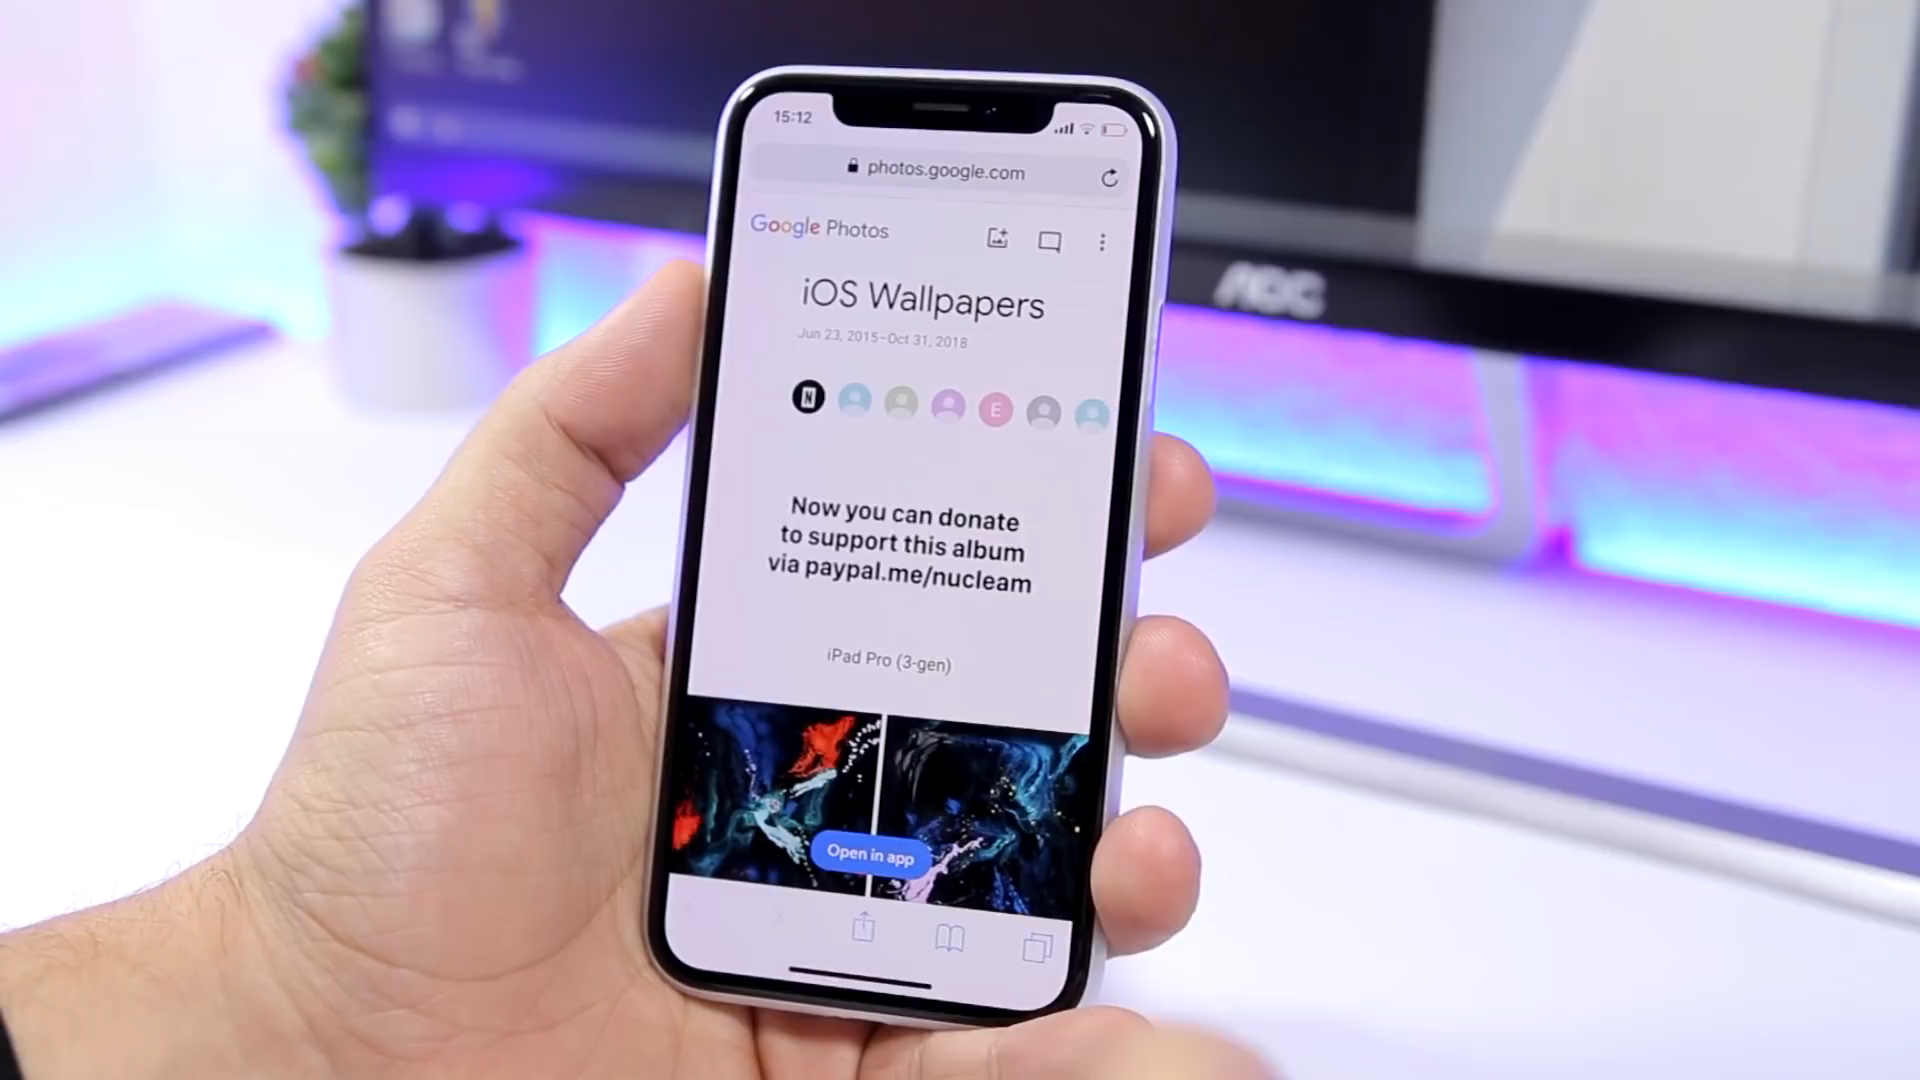 15:12
photos.google.com
Google Photos
iOS Wallpapers
Jun 23, 2015–Oct 31, 2018
N
E
Now you can donate
to support this album
via paypal.me/nucleam
iPad Pro (3-gen)
Open in app
AOC